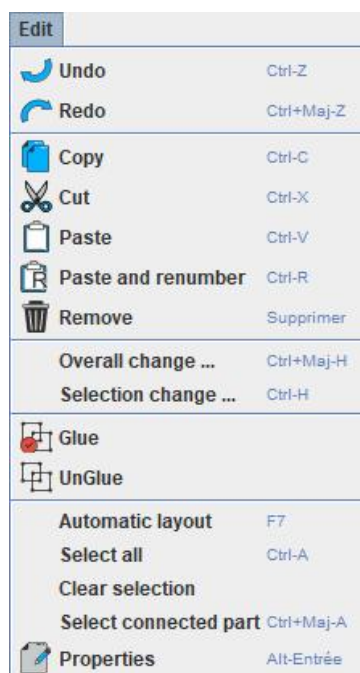 Edit
Undo Ctrl-Z
Redo Ctrl+Maj-Z
Copy Ctrl-C
Cut Ctrl-X
Paste Ctrl-V
R Paste and renumber Ctrl-R
Remove Supprimer
Overall change ... Ctrl+Maj-H
Selection change ... Ctrl-H
Glue
UnGlue
Automatic layout F7
Select all Ctrl-A
Clear selection
Select connected part Ctrl+Maj-A
Properties Alt-Entrée